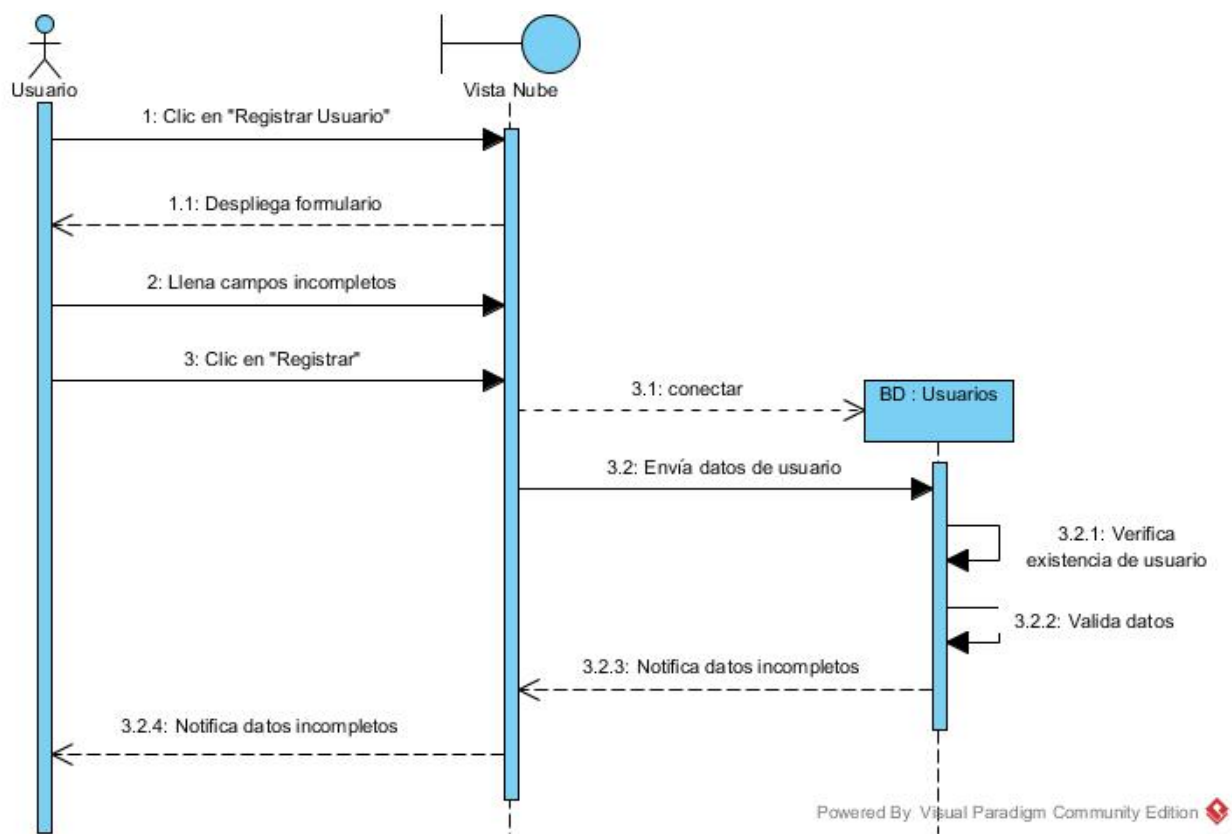 Usuario
Vista Nube
1: Clic en "Registrar Usuario"
1.1: Despliega formulario
2: Llena campos incompletos
3: Clic en "Registrar"
3.1: conectar
BD : Usuarios
3.2: Envía datos de usuario
3.2.1: Verifica
existencia de usuario
3.2.2: Valida datos
3.2.3: Notifica datos incompletos
3.2.4: Notifica datos incompletos
Powered By Visual Paradigm Community Edition